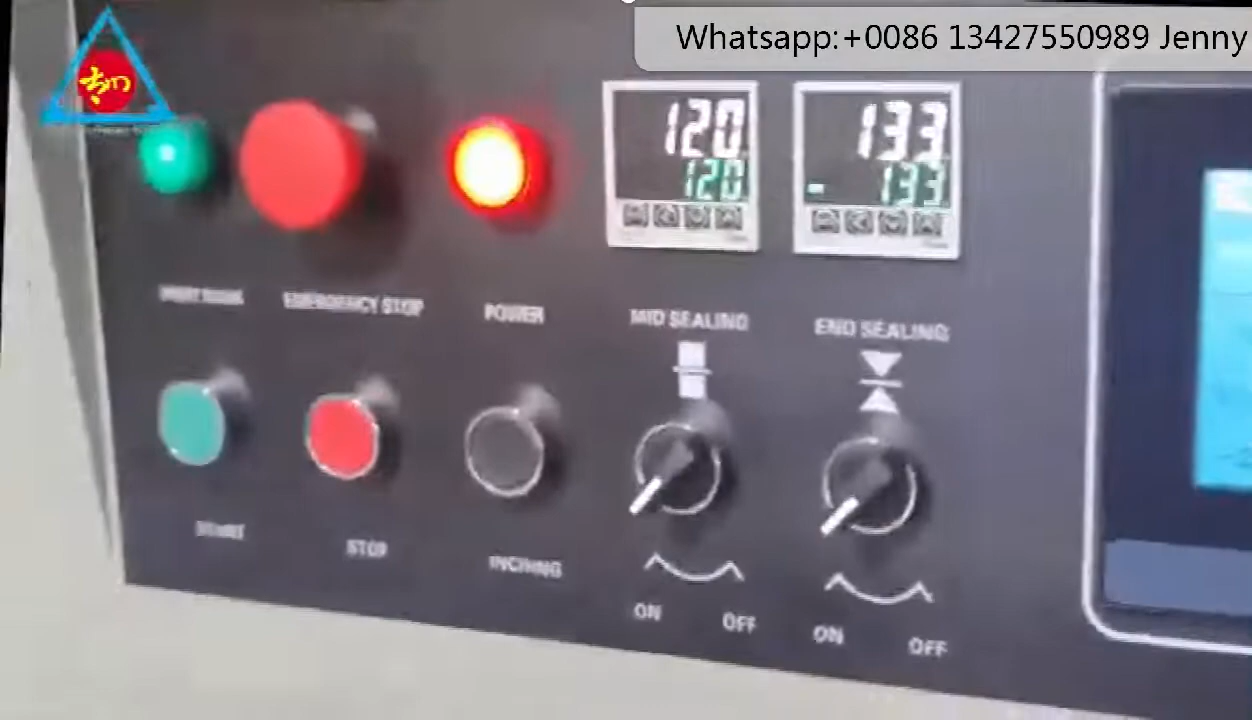 Whatsapp:+0086 13427550989 Jenny
120
120
133
133
EMERGENCY STOP
POWER
MID SEALING
END SEALING
START
STOP
INCHING
ON
OFF
ON
OFF